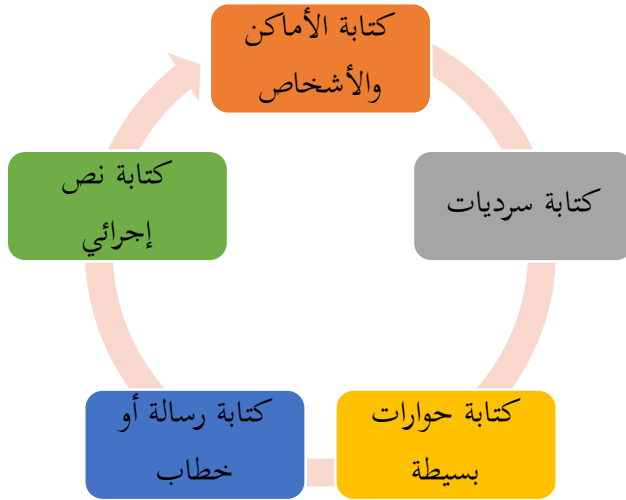 كتابة الأماكن
والأشخاص
كتابة سرديات
كتابة حوارات
بسيطة
كتابة رسالة أو
خطاب
كتابة نص
إجرائي